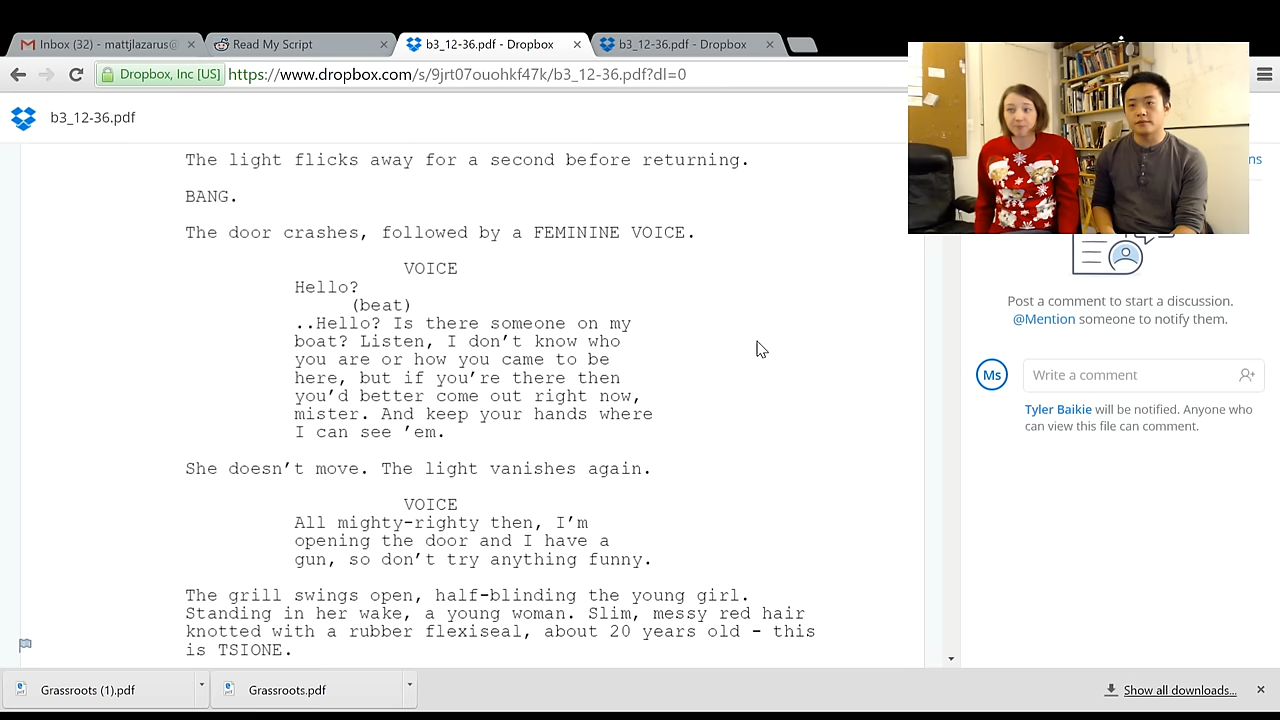 Inbox (32) - mattjlazarus@
Read My Script
b3_12-36.pdf - Dropbox
b3_12-36.pdf - Dropbox
Dropbox, Inc [US]
https://www.dropbox.com/s/9jrt07ouohkf47k/b3_12-36.pdf?dl=0
b3_12-36.pdf
The light flicks away for a second before returning.
BANG.
The door crashes, followed by a FEMININE VOICE.
VOICE
Hello?
(beat)
..Hello? Is there someone on my
boat? Listen, I don’t know who
you are or how you came to be
here, but if you’re there then
you’d better come out right now,
mister. And keep your hands where
I can see ’em.
She doesn’t move. The light vanishes again.
VOICE
All mighty-righty then, I’m
opening the door and I have a
gun, so don’t try anything funny.
The grill swings open, half-blinding the young girl.
Standing in her wake, a young woman. Slim, messy red hair
knotted with a rubber flexiseal, about 20 years old - this
is TSIONE.
Post a comment to start a discussion.
@Mention someone to notify them.
Ms
Write a comment
Tyler Baikie will be notified. Anyone who
can view this file can comment.
Grassroots (1).pdf
Grassroots.pdf
Show all downloads...